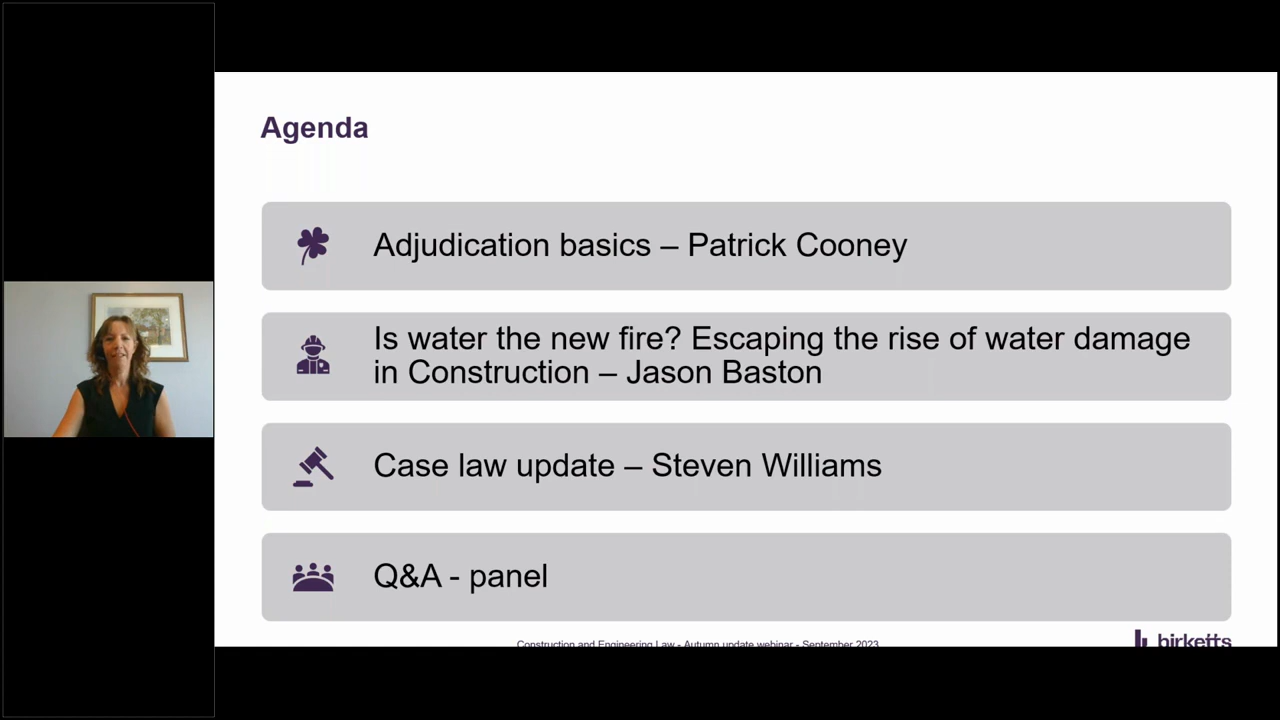 Agenda
Adjudication basics – Patrick Cooney
Is water the new fire? Escaping the rise of water damage
in Construction – Jason Baston
Case law update – Steven Williams
Q&A - panel
Construction and Engineering Law - Autumn update webinar - September 2023
birketts